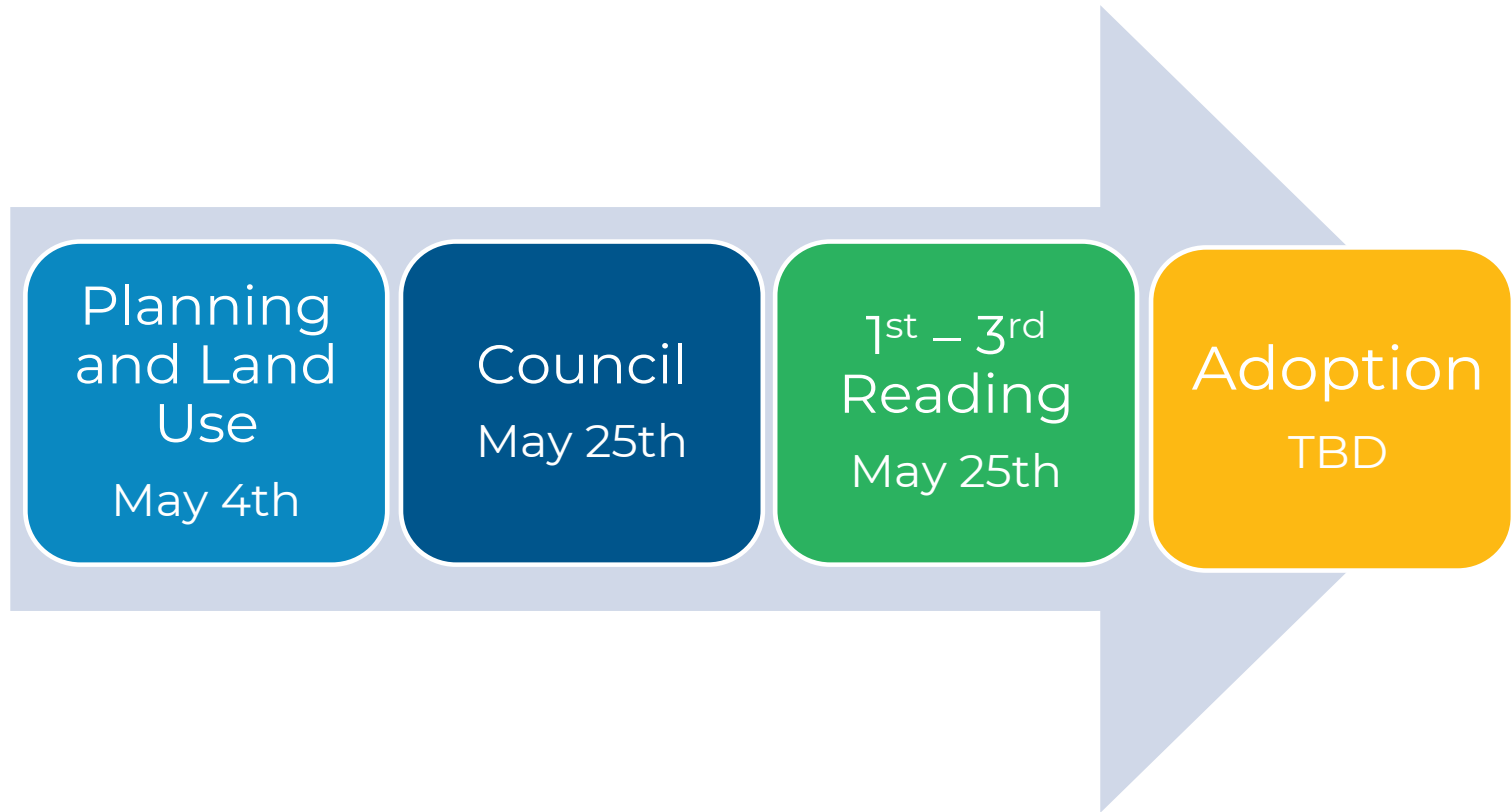 Planning
and Land
Use
May 4th
Council
May 25th
1st – 3rd
Reading
May 25th
Adoption
TBD